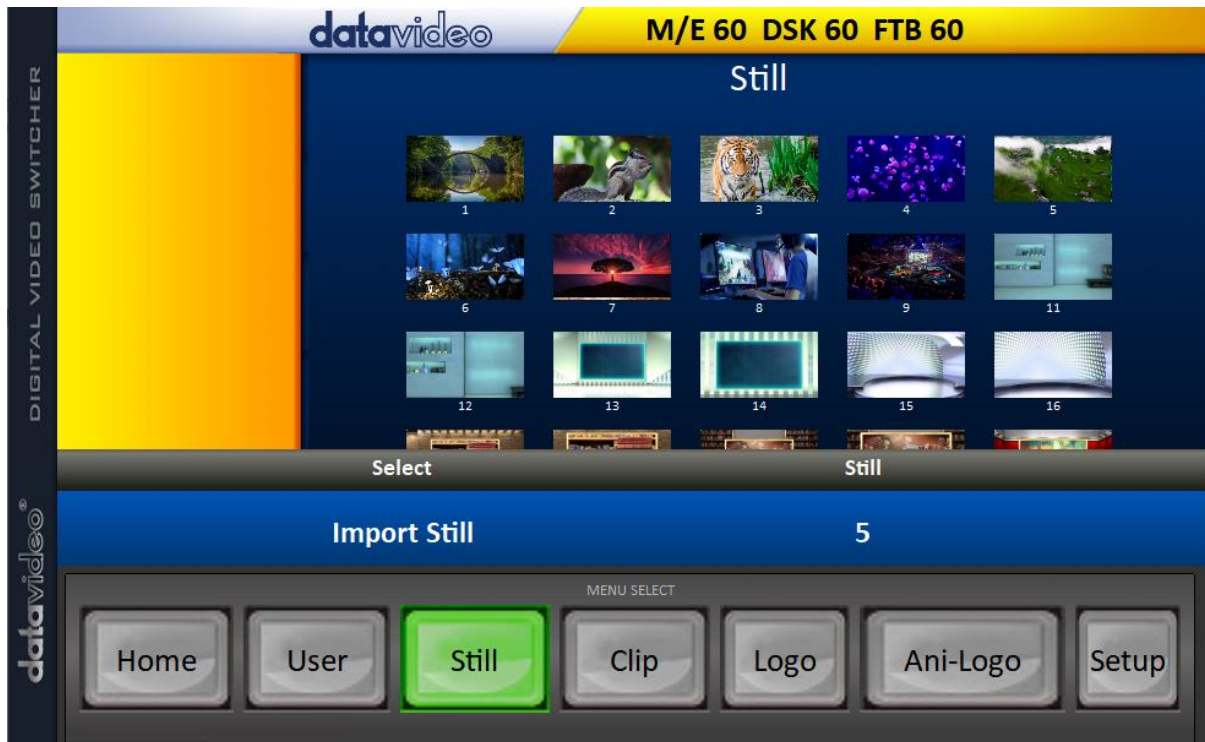 datavideo
M/E 60 DSK 60 FTB 60
DIGITAL VIDEO SWITCHER
datavideo®
Still
1 2 3 4 5
6 7 8 9 11
12 13 14 15 16
Select Still
Import Still 5
MENU SELECT
Home User Still Clip Logo Ani-Logo Setup